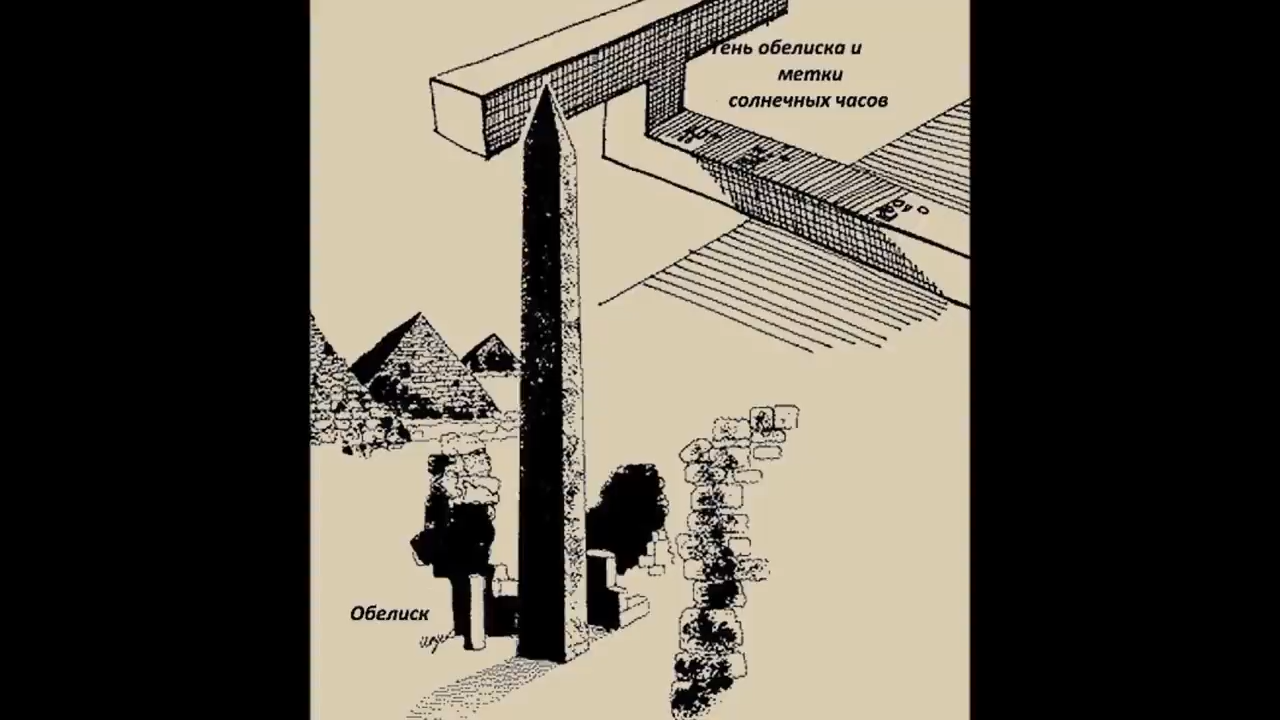 тень обелиска и
метки
солнечных часов
Обелиск